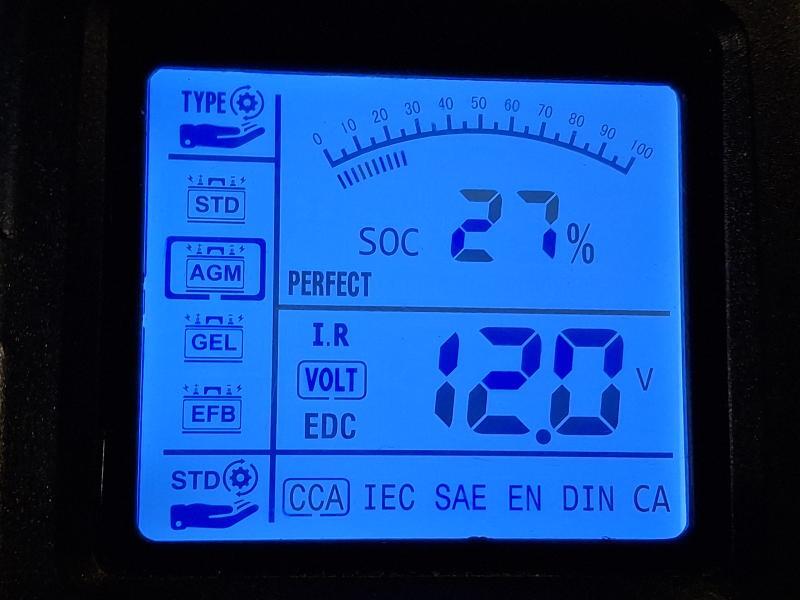 TYPE
STD
AGM
GEL
EFB
STD
0 10 20 30 40 50 60 70 80 90 100
SOC 27%
PERFECT
I.R
VOLT
EDC
12.0 V
CCA IEC SAE EN DIN CA